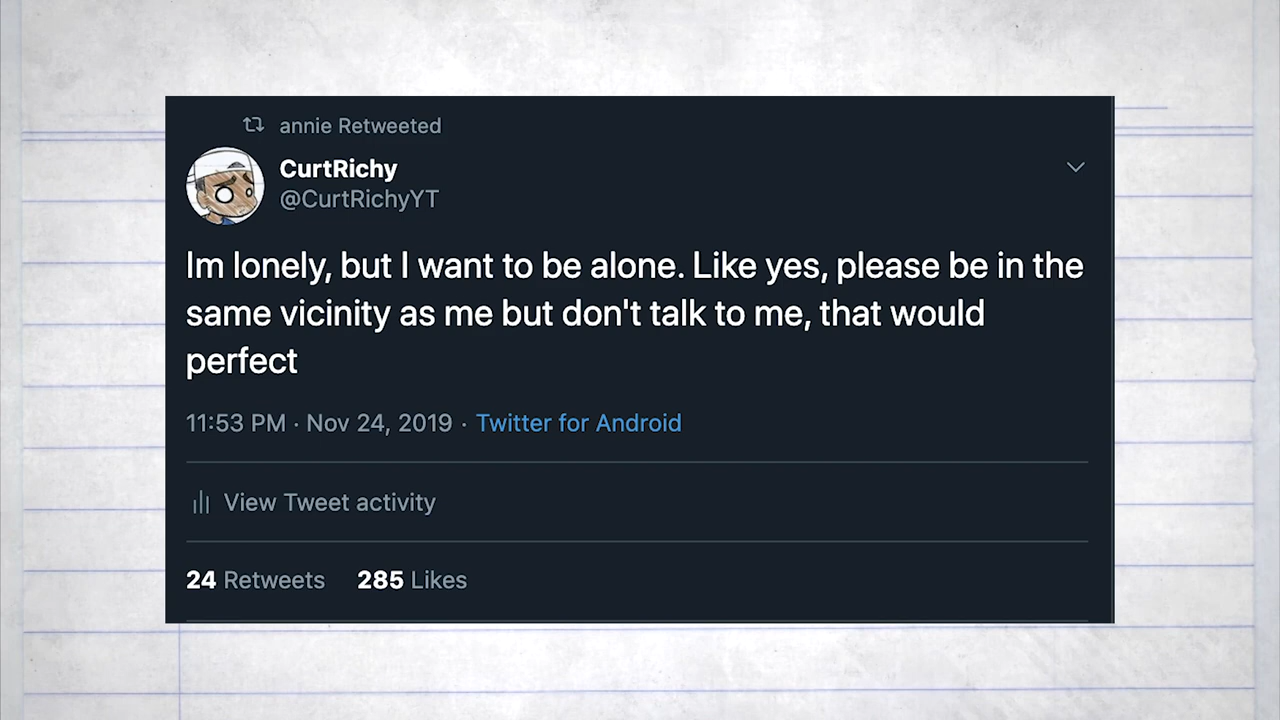 annie Retweeted
CurtRichy
@CurtRichyYT
Im lonely, but I want to be alone. Like yes, please be in the
same vicinity as me but don't talk to me, that would
perfect
11:53 PM · Nov 24, 2019 · Twitter for Android
View Tweet activity
24 Retweets 285 Likes